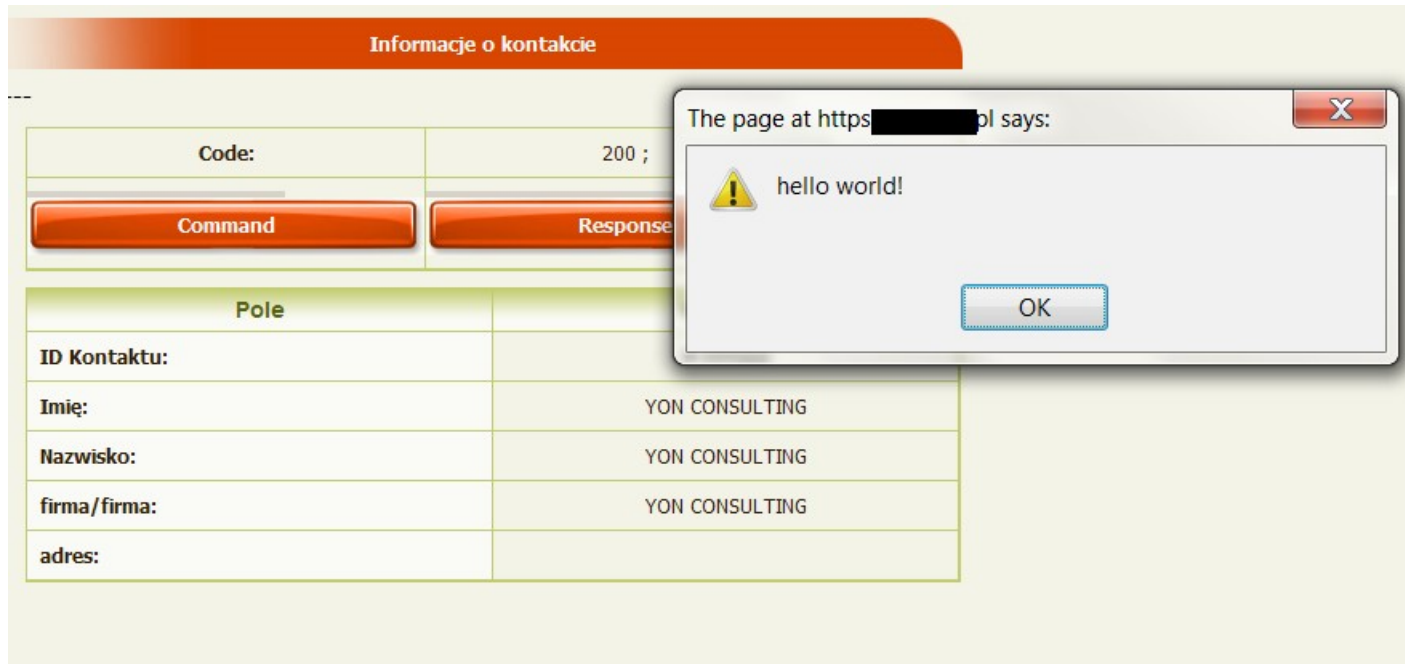 Informacje o kontakcie
---
The page at https pl says:
hello world!
OK
Code: 200 ;
Command Response
Pole
ID Kontaktu:
Imię: YON CONSULTING
Nazwisko: YON CONSULTING
firma/firma: YON CONSULTING
adres: